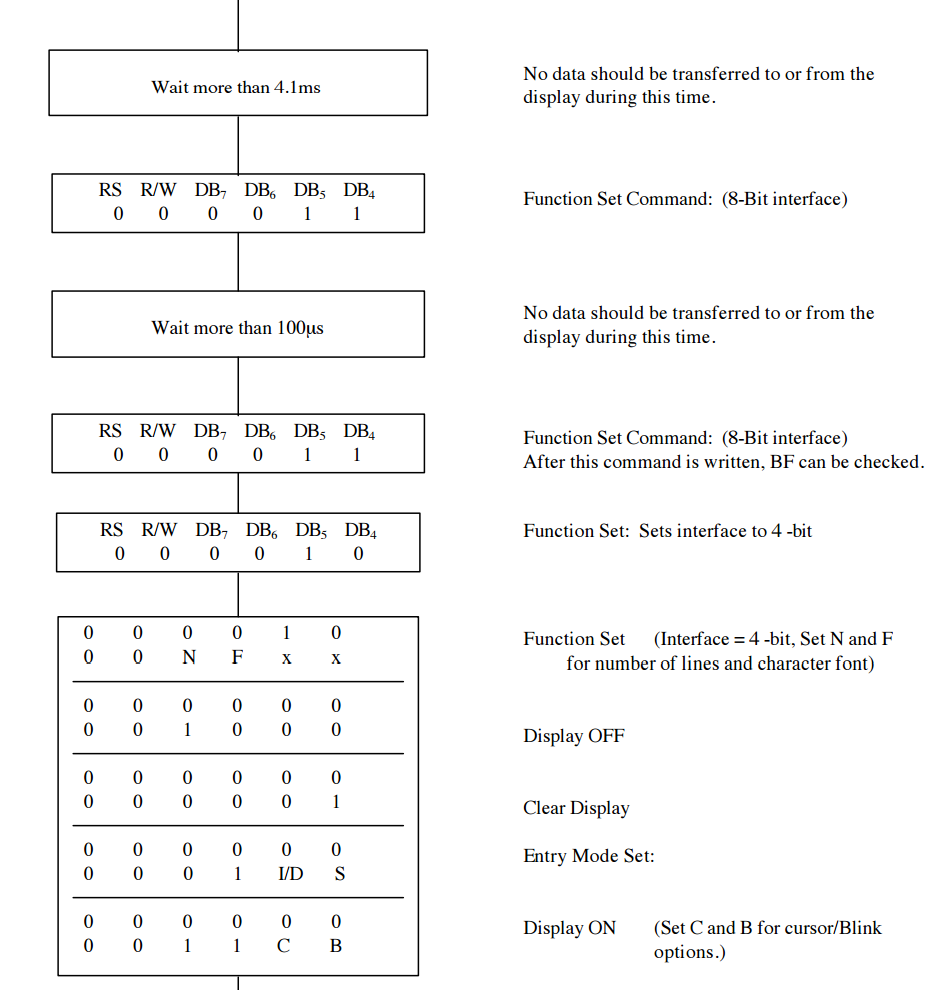 Wait more than 4.1ms
No data should be transferred to or from the
display during this time.
RS R/W DB₇ DB₆ DB₅ DB₄
0 0 0 0 1 1
Function Set Command: (8-Bit interface)
Wait more than 100µs
No data should be transferred to or from the
display during this time.
RS R/W DB₇ DB₆ DB₅ DB₄
0 0 0 0 1 1
Function Set Command: (8-Bit interface)
After this command is written, BF can be checked.
RS R/W DB₇ DB₆ DB₅ DB₄
0 0 0 0 1 0
Function Set: Sets interface to 4 -bit
0 0 0 0 1 0
0 0 N F x x
Function Set (Interface = 4 -bit, Set N and F
for number of lines and character font)
0 0 0 0 0 0
0 0 1 0 0 0
Display OFF
0 0 0 0 0 0
0 0 0 0 0 1
Clear Display
0 0 0 0 0 0
0 0 0 1 I/D S
Entry Mode Set:
0 0 0 0 0 0
0 0 1 1 C B
Display ON (Set C and B for cursor/Blink
options.)